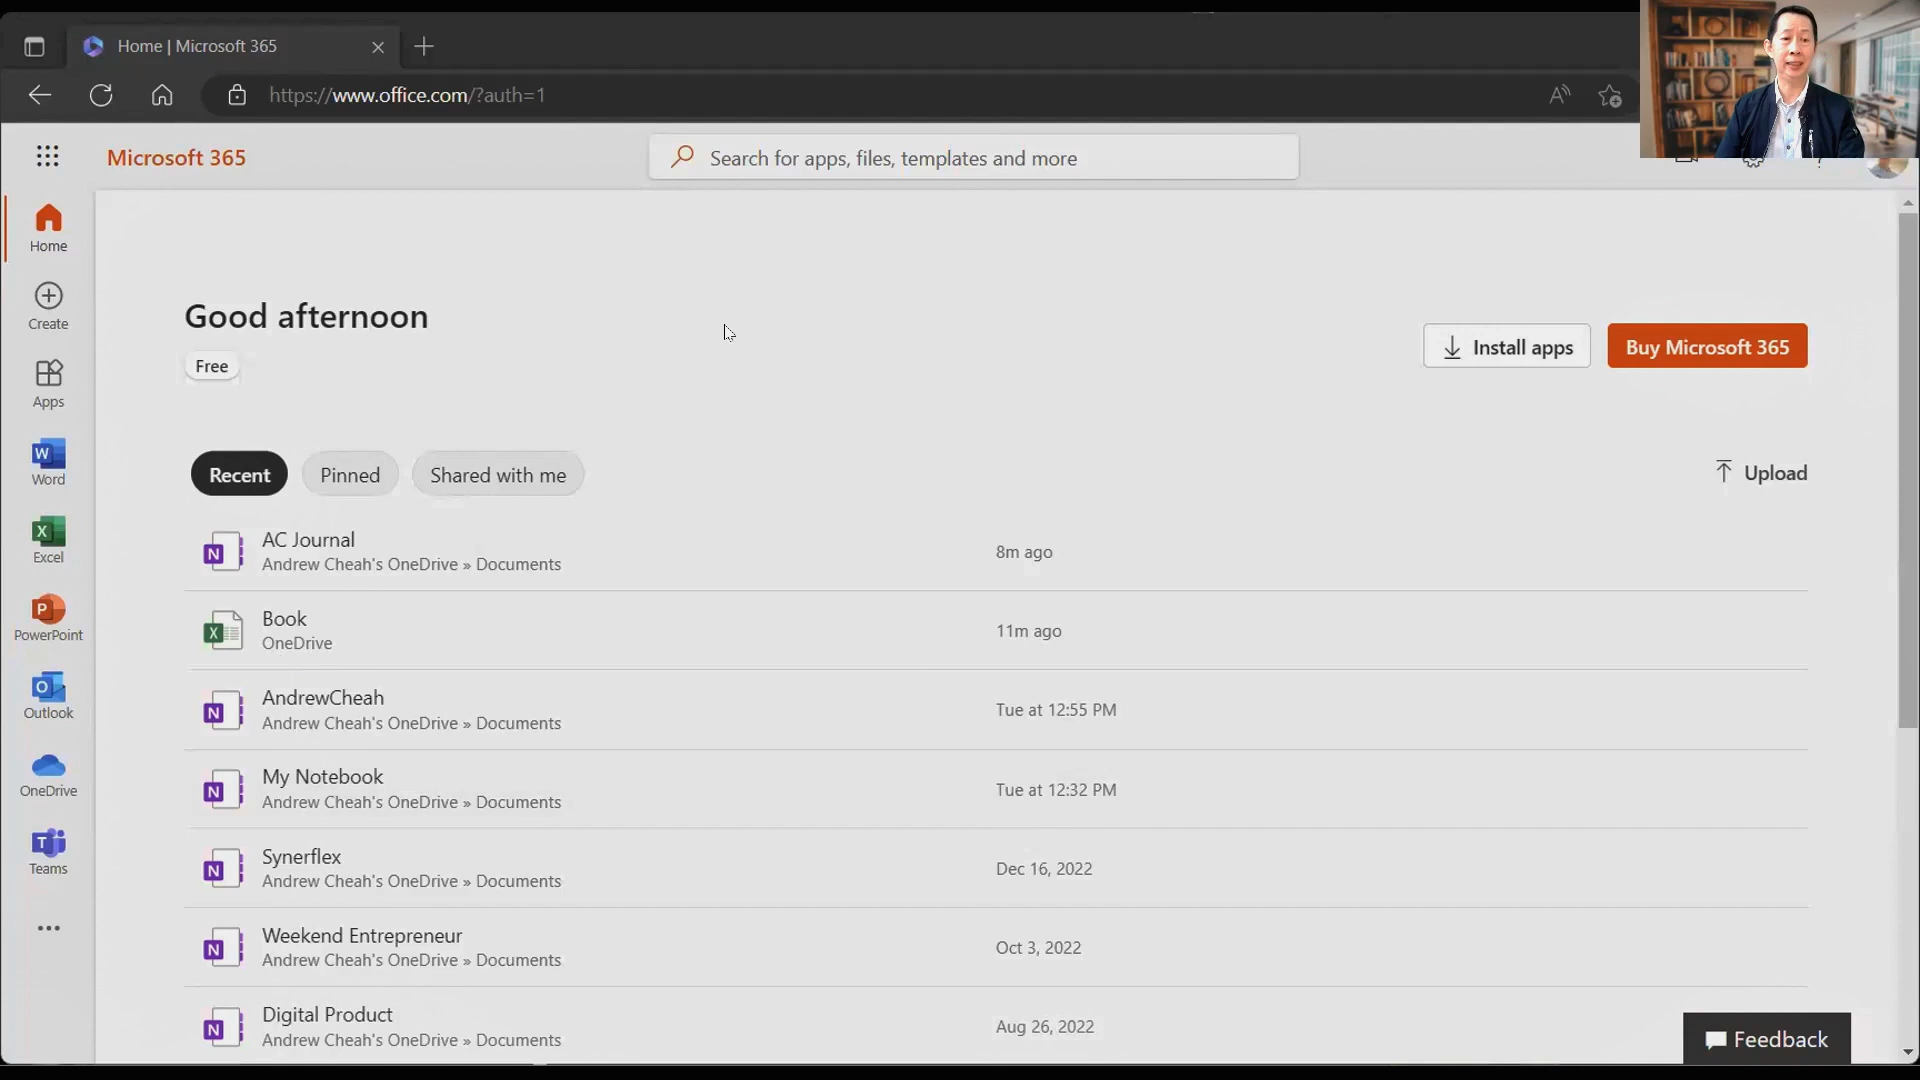 Home | Microsoft 365
https://www.office.com/?auth=1
Microsoft 365
Search for apps, files, templates and more
Home
Create
Apps
Word
Excel
PowerPoint
Outlook
OneDrive
Teams
Good afternoon
Free
Install apps
Buy Microsoft 365
Recent
Pinned
Shared with me
Upload
AC Journal
Andrew Cheah's OneDrive » Documents
8m ago
Book
OneDrive
11m ago
AndrewCheah
Andrew Cheah's OneDrive » Documents
Tue at 12:55 PM
My Notebook
Andrew Cheah's OneDrive » Documents
Tue at 12:32 PM
Synerflex
Andrew Cheah's OneDrive » Documents
Dec 16, 2022
Weekend Entrepreneur
Andrew Cheah's OneDrive » Documents
Oct 3, 2022
Digital Product
Andrew Cheah's OneDrive » Documents
Aug 26, 2022
Feedback